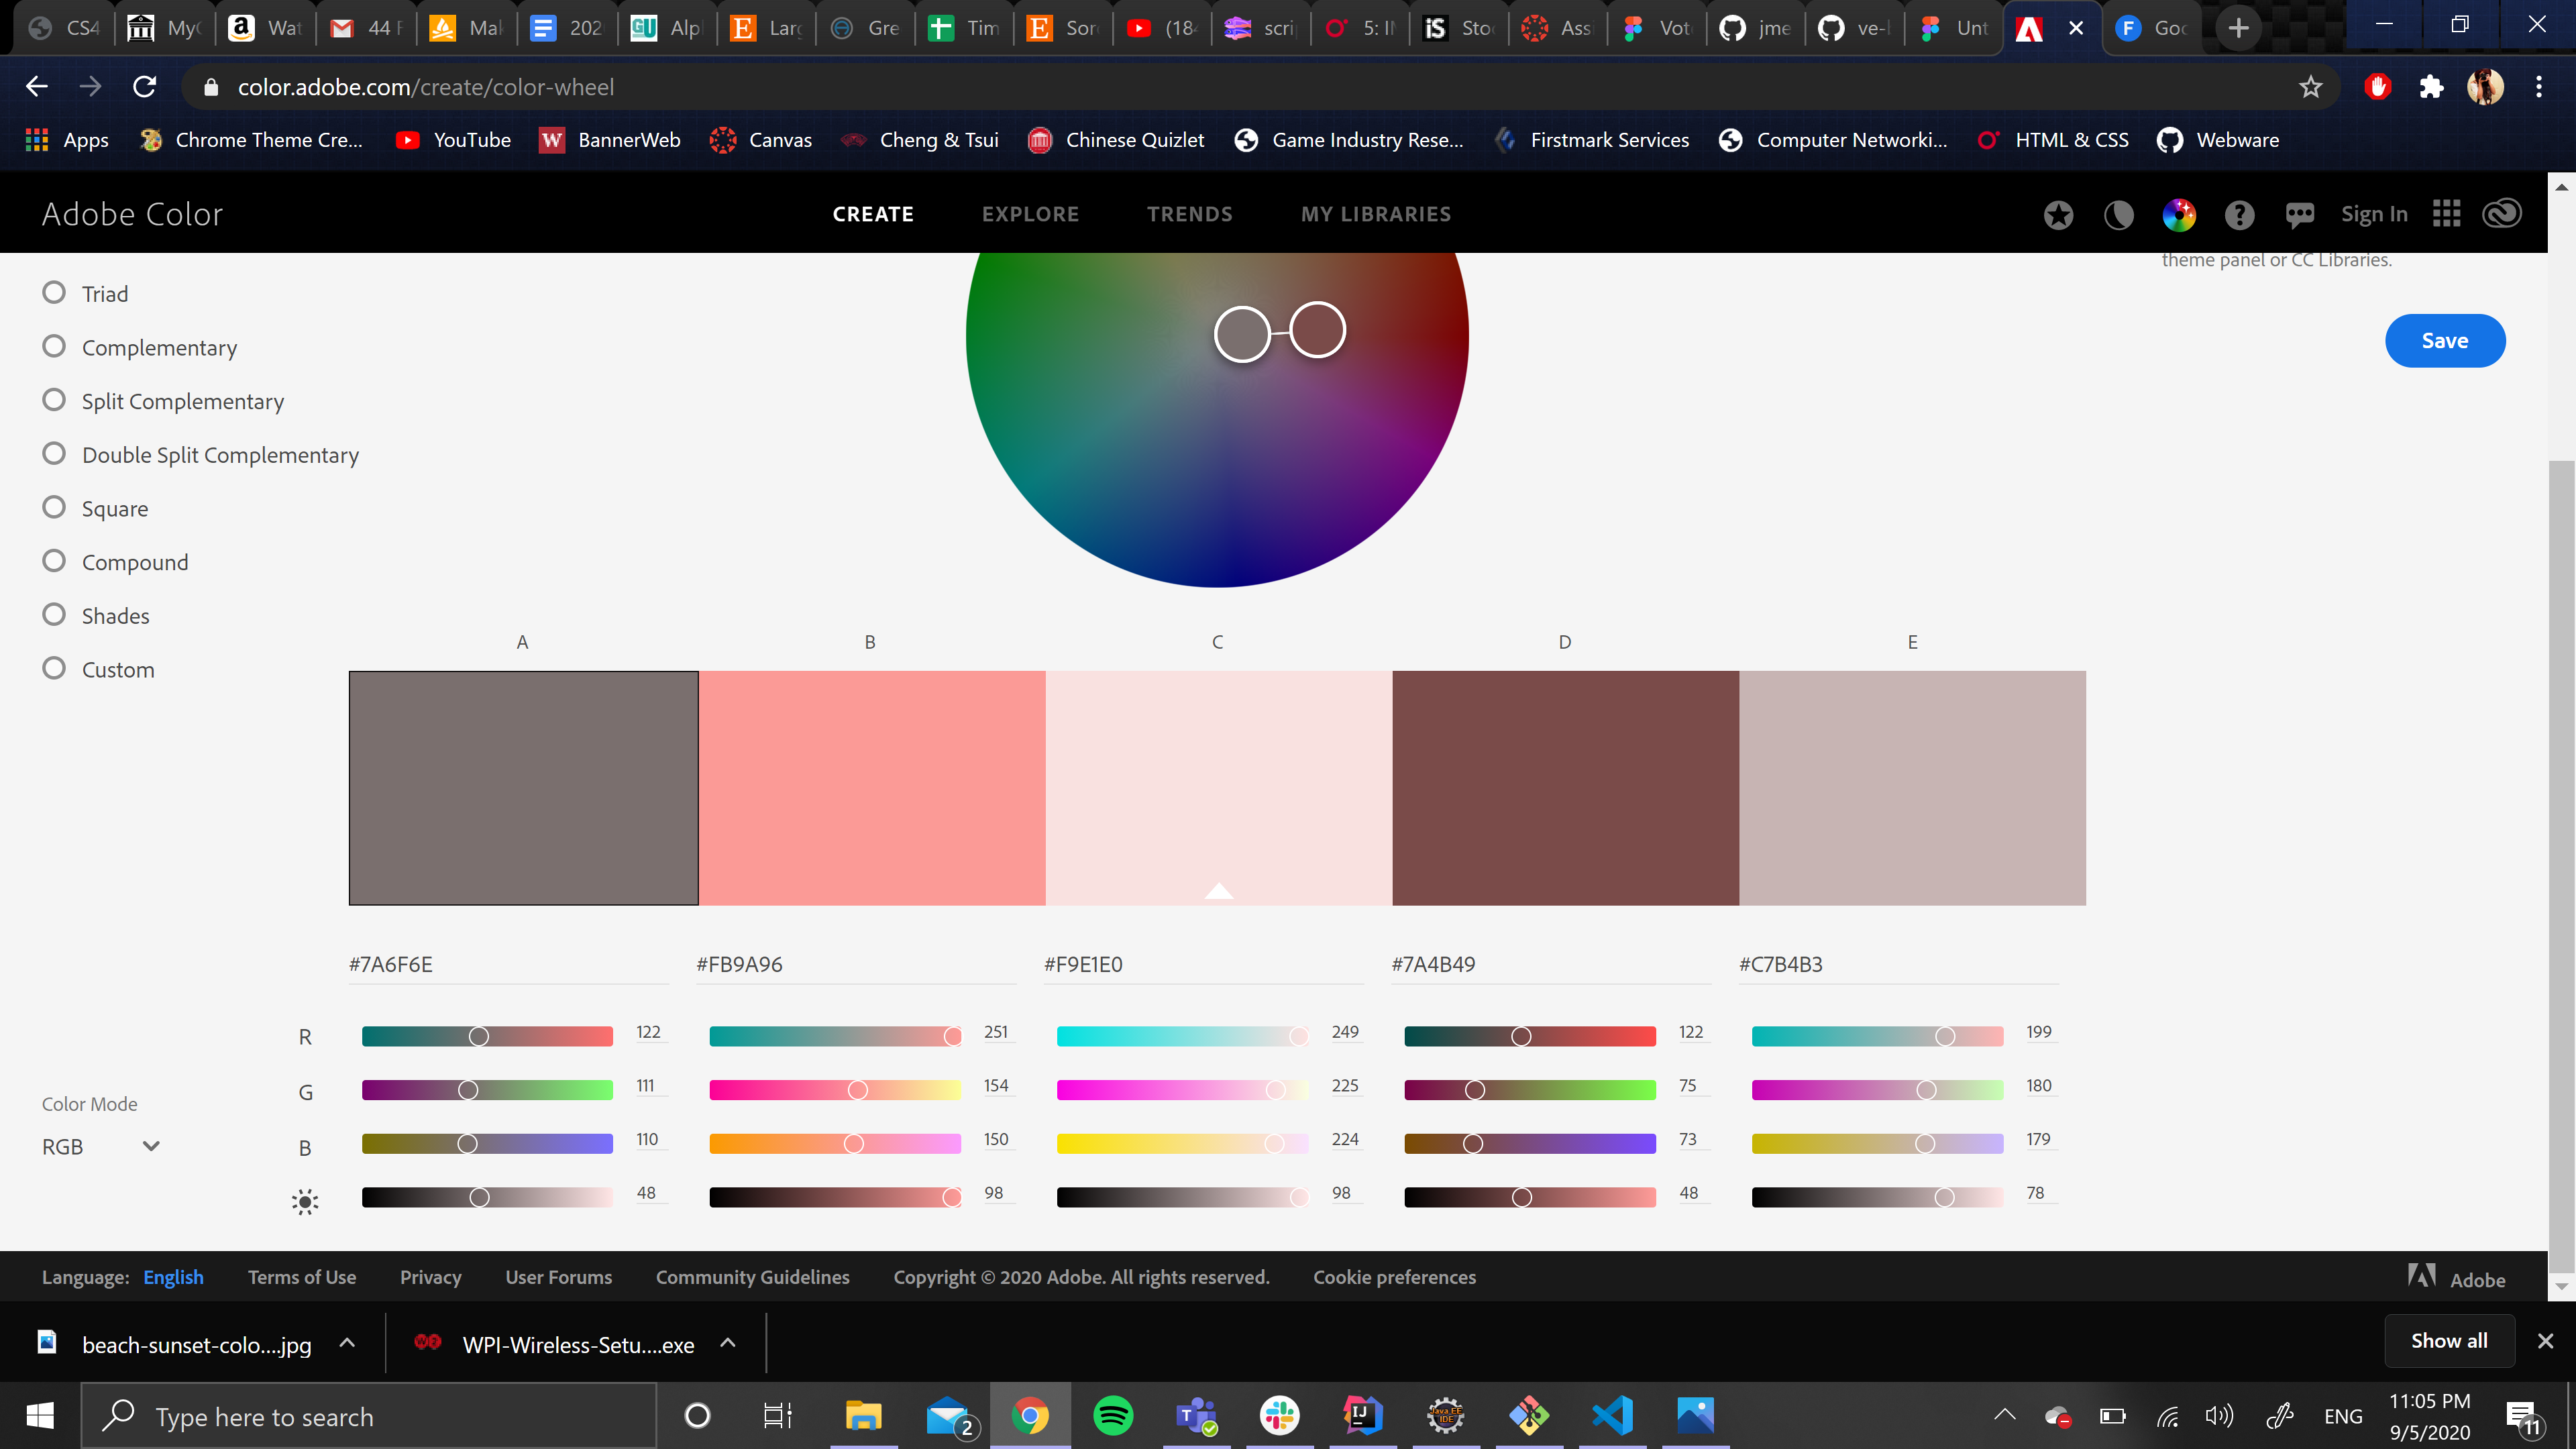 CS4 MyC Wat 44 F Mak 202 Alp Larg Gre Tim Sor (184 scri 5: IN Sto Assi Vot jme ve-l Unt Goo
color.adobe.com/create/color-wheel
Apps Chrome Theme Cre... YouTube BannerWeb Canvas Cheng & Tsui Chinese Quizlet Game Industry Rese... Firstmark Services Computer Networki... HTML & CSS Webware
Adobe Color CREATE EXPLORE TRENDS MY LIBRARIES Sign In
theme panel or CC Libraries.
Triad
Save
Complementary
Split Complementary
Double Split Complementary
Square
Compound
Shades
Custom
A B C D E
#7A6F6E #FB9A96 #F9E1E0 #7A4B49 #C7B4B3
R 122 251 249 122 199
G 111 154 225 75 180
Color Mode
RGB
B 110 150 224 73 179
48 98 98 48 78
Language: English Terms of Use Privacy User Forums Community Guidelines Copyright © 2020 Adobe. All rights reserved. Cookie preferences Adobe
beach-sunset-colo....jpg WPI-Wireless-Setu....exe Show all
Type here to search 2 ENG 11:05 PM
9/5/2020 11